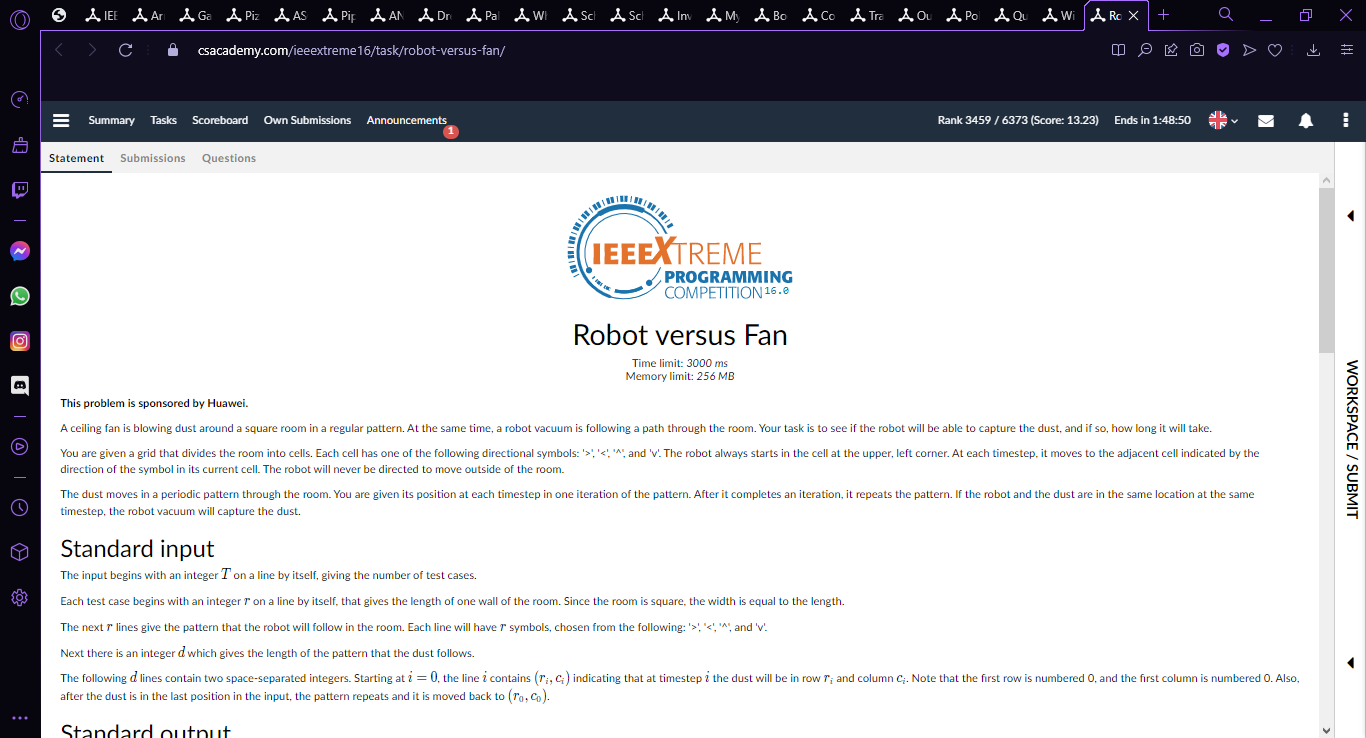 IEE Ar Ga Piz AS Pip AN Dr Pal Wl Scl Scl Inv My Bo Co Tra Ou Pol Qu Wi Ro
csacademy.com/ieeextreme16/task/robot-versus-fan/
Summary Tasks Scoreboard Own Submissions Announcements 1 Rank 3459 / 6373 (Score: 13.23) Ends in 1:48:50
Statement Submissions Questions
IEEEXTREME
PROGRAMMING
COMPETITION 16.0
Robot versus Fan
Time limit: 3000 ms
Memory limit: 256 MB
This problem is sponsored by Huawei.
A ceiling fan is blowing dust around a square room in a regular pattern. At the same time, a robot vacuum is following a path through the room. Your task is to see if the robot will be able to capture the dust, and if so, how long it will take.
You are given a grid that divides the room into cells. Each cell has one of the following directional symbols: '>', '<', '^', and 'v'. The robot always starts in the cell at the upper, left corner. At each timestep, it moves to the adjacent cell indicated by the
direction of the symbol in its current cell. The robot will never be directed to move outside of the room.
The dust moves in a periodic pattern through the room. You are given its position at each timestep in one iteration of the pattern. After it completes an iteration, it repeats the pattern. If the robot and the dust are in the same location at the same
timestep, the robot vacuum will capture the dust.
Standard input
The input begins with an integer T on a line by itself, giving the number of test cases.
Each test case begins with an integer r on a line by itself, that gives the length of one wall of the room. Since the room is square, the width is equal to the length.
The next r lines give the pattern that the robot will follow in the room. Each line will have r symbols, chosen from the following: '>', '<', '^', and 'v'.
Next there is an integer d which gives the length of the pattern that the dust follows.
The following d lines contain two space-separated integers. Starting at i = 0, the line i contains (rᵢ, cᵢ) indicating that at timestep i the dust will be in row rᵢ and column cᵢ. Note that the first row is numbered 0, and the first column is numbered 0. Also,
after the dust is in the last position in the input, the pattern repeats and it is moved back to (r₀, c₀).
Standard output
WORKSPACE / SUBMIT